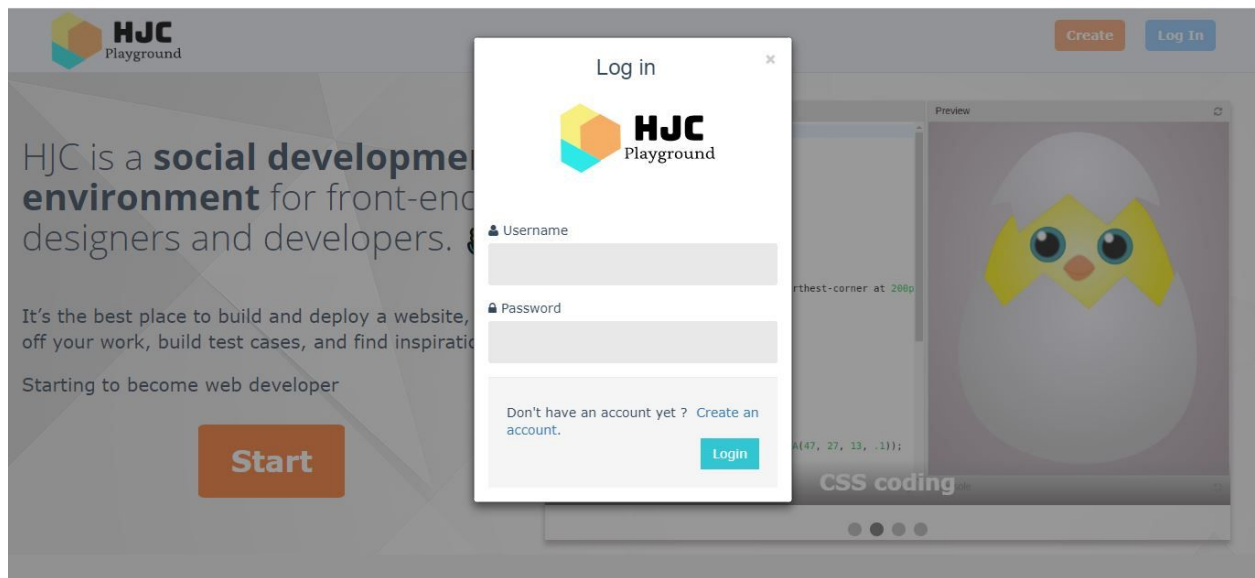 HJC
Playground
Create
Log In
HJC is a social developme
environment for front-end
designers and developers.
It's the best place to build and deploy a website,
off your work, build test cases, and find inspiratio
Starting to become web developer
Start
Log in
×
HJC
Playground
Username
Password
Don't have an account yet ? Create an
account.
Login
Preview
rthest-corner at 200p
A(47, 27, 13, .1));
CSS coding